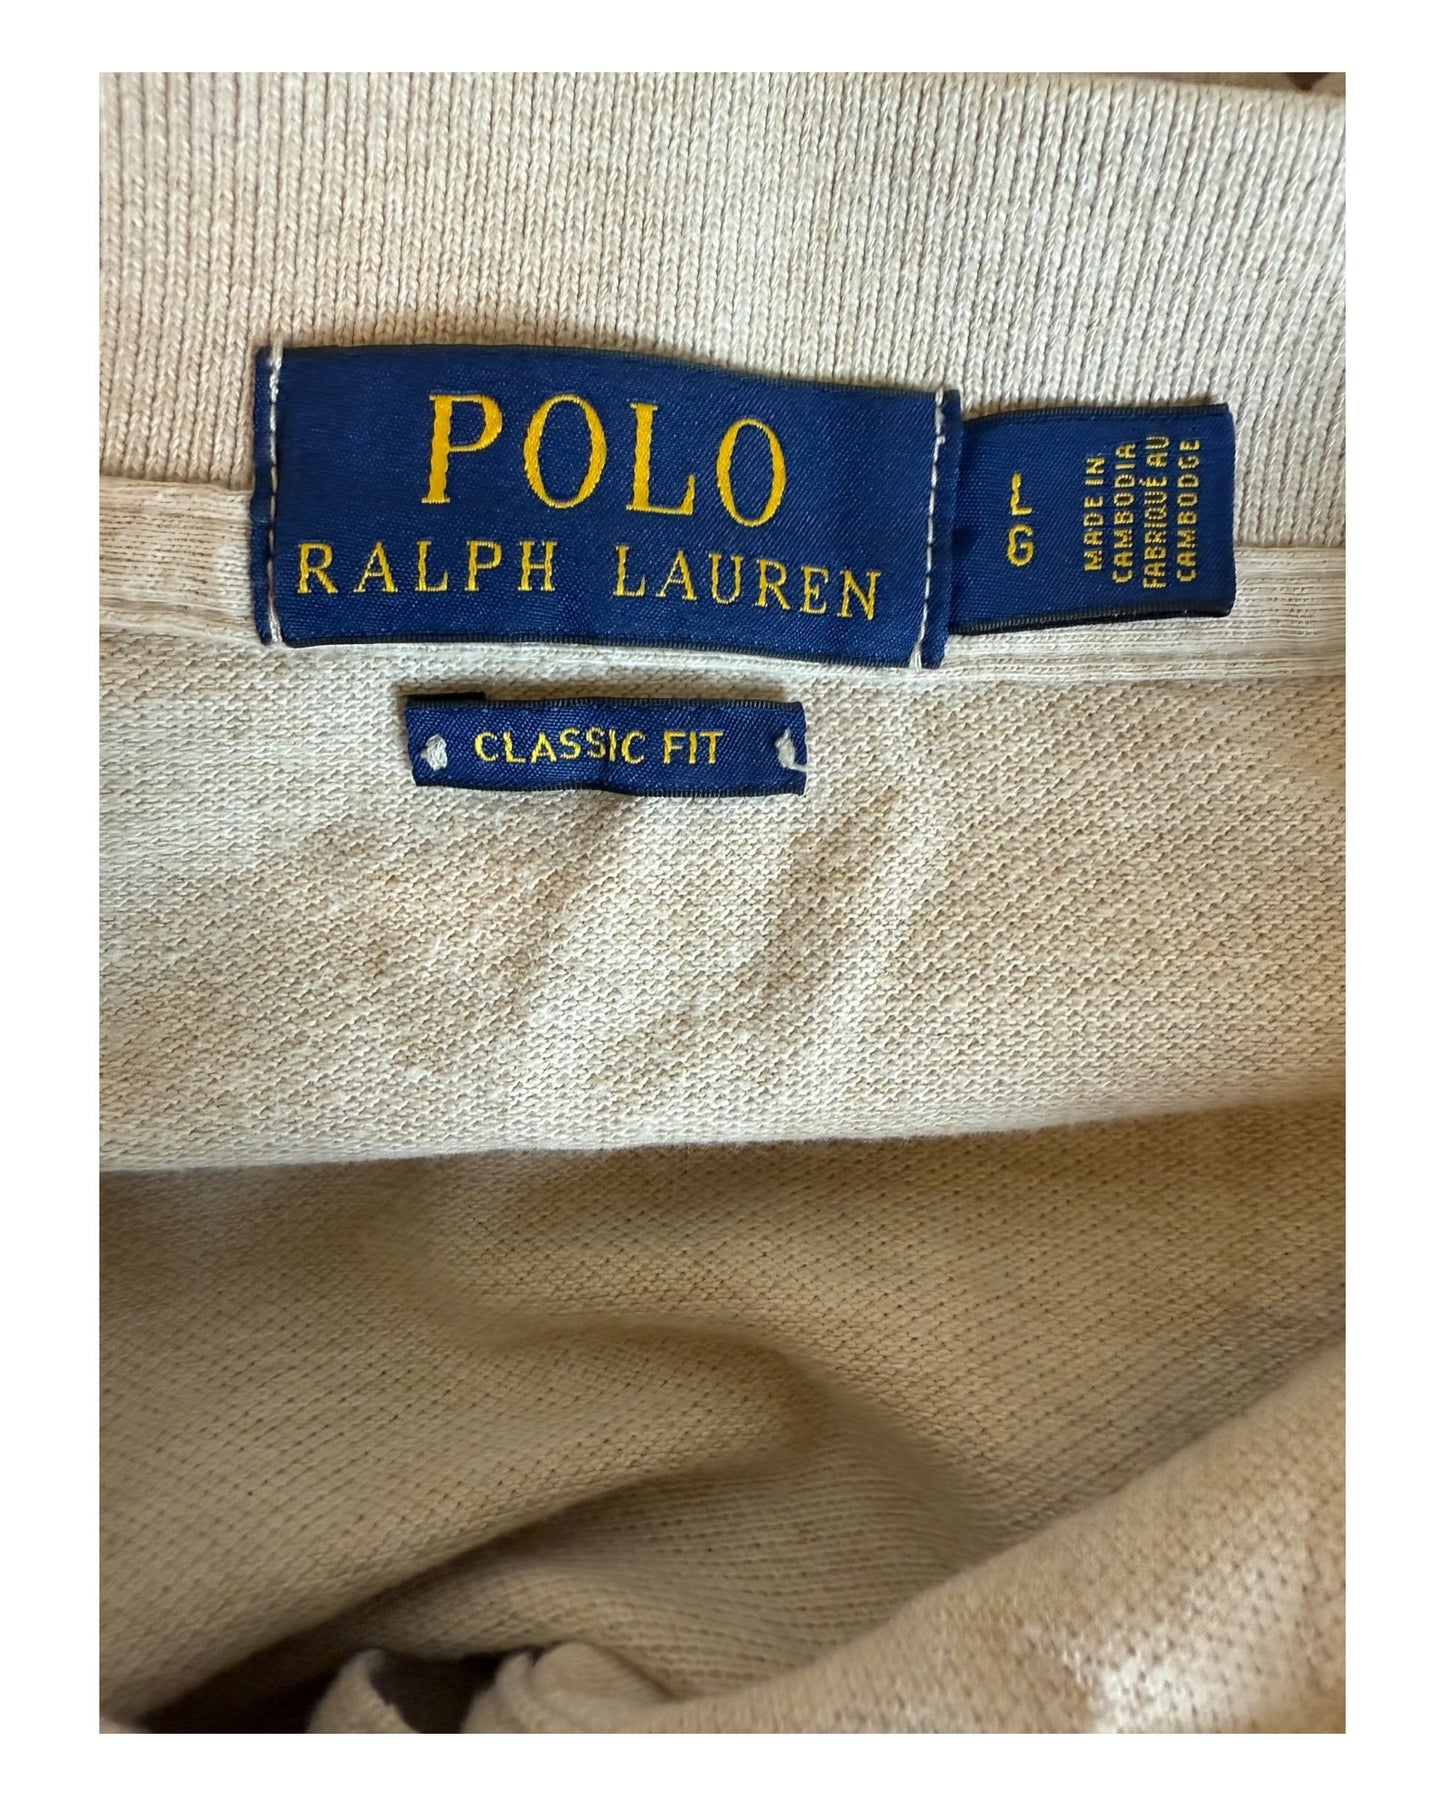 POLO
RALPH LAUREN
L
G
MADE IN
CAMBODIA
FABRIQUÉ AU
CAMBODGE
CLASSIC FIT